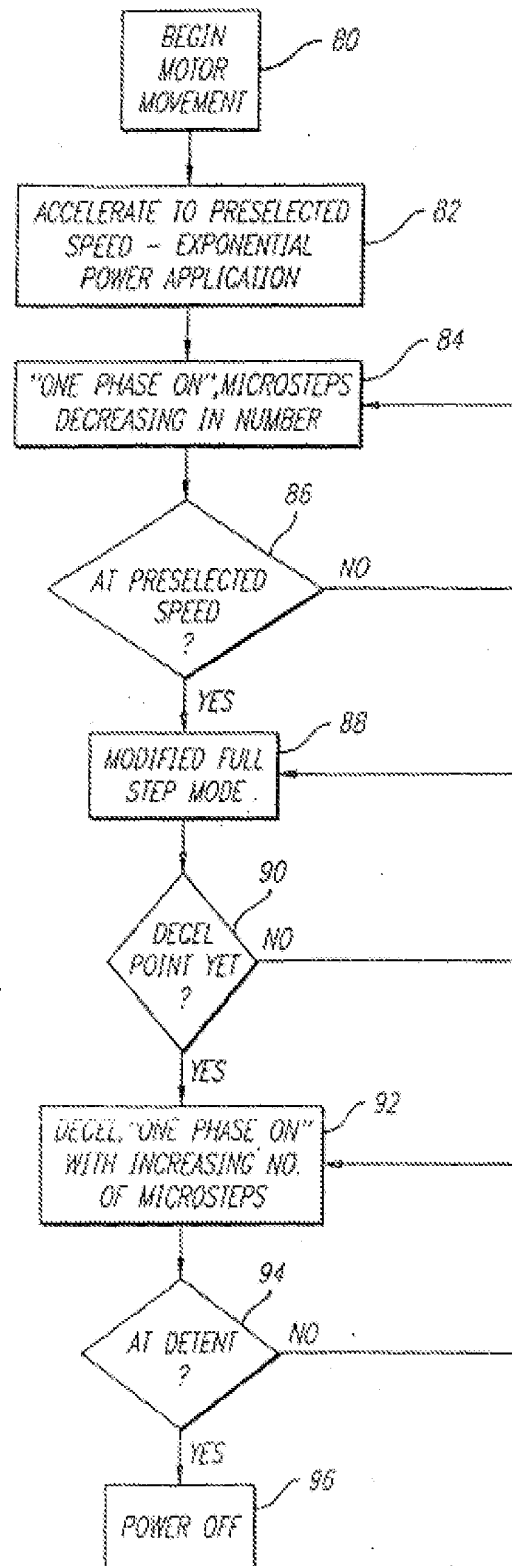 BEGIN
MOTOR
MOVEMENT
80
ACCELERATE TO PRESELECTED
SPEED - EXPONENTIAL
POWER APPLICATION
82
"ONE PHASE ON", MICROSTEPS
DECREASING IN NUMBER
84
AT PRESELECTED
SPEED
?
86
NO
YES
MODIFIED FULL
STEP MODE
88
DECEL
POINT YET
?
90
NO
YES
DECEL, "ONE PHASE ON"
WITH INCREASING NO.
OF MICROSTEPS
92
AT DETENT
?
94
NO
YES
POWER OFF
96